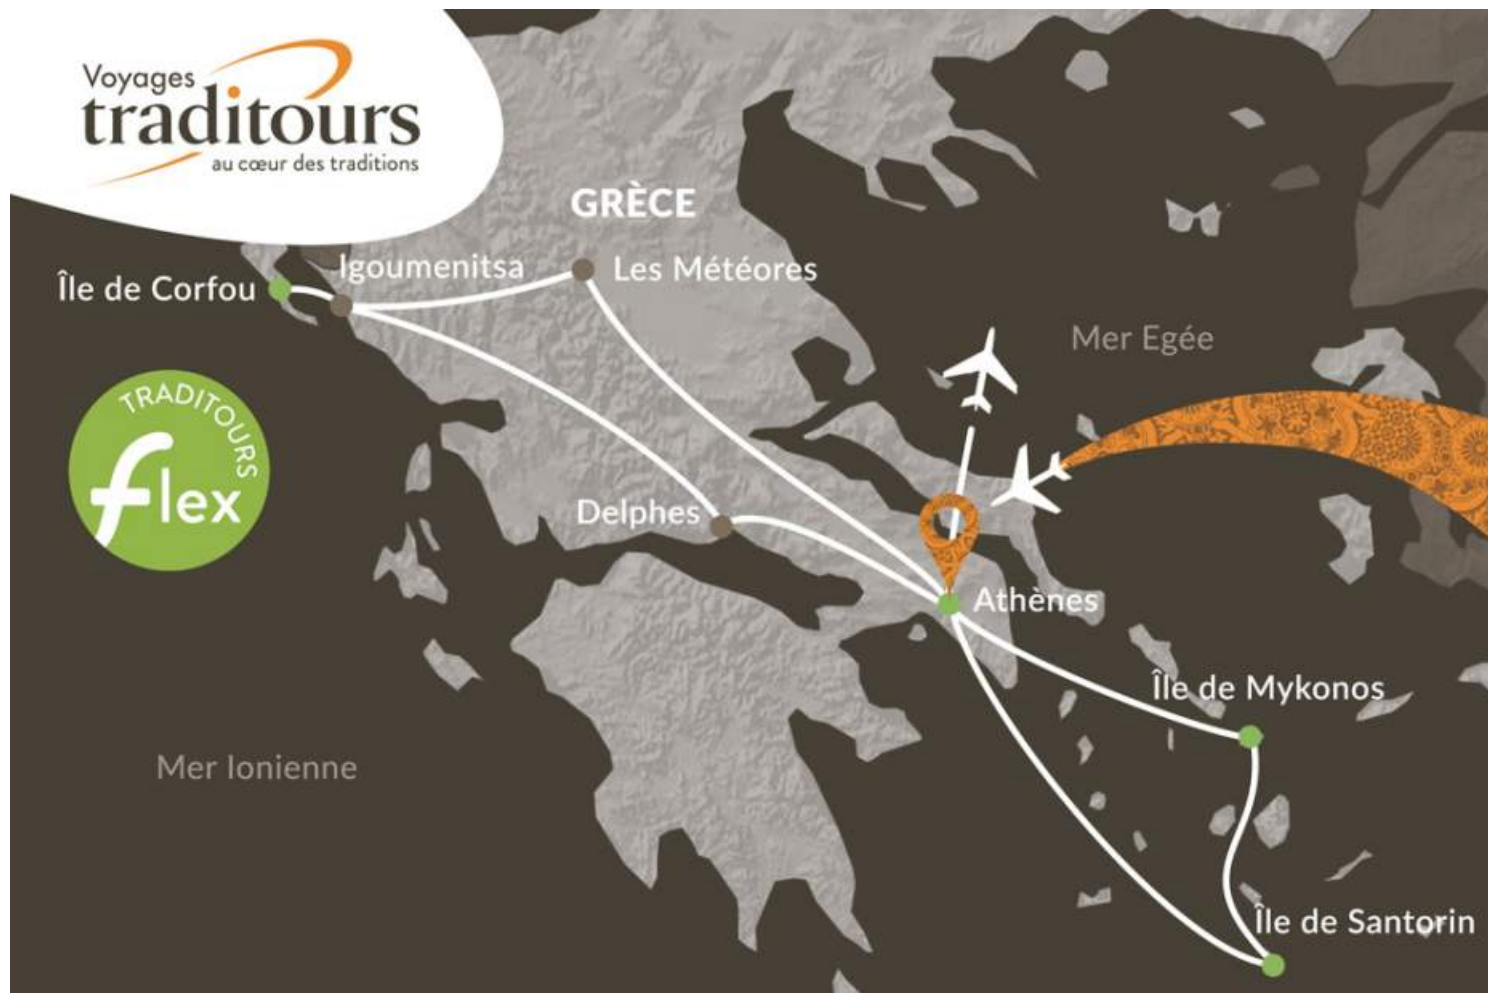 Voyages
traditours
au cœur des traditions
GRÈCE
Igoumenitsa
Les Météores
Île de Corfou
Mer Egée
TRADITOURS
flex
Delphes
Athènes
Île de Mykonos
Mer Ionienne
Île de Santorin